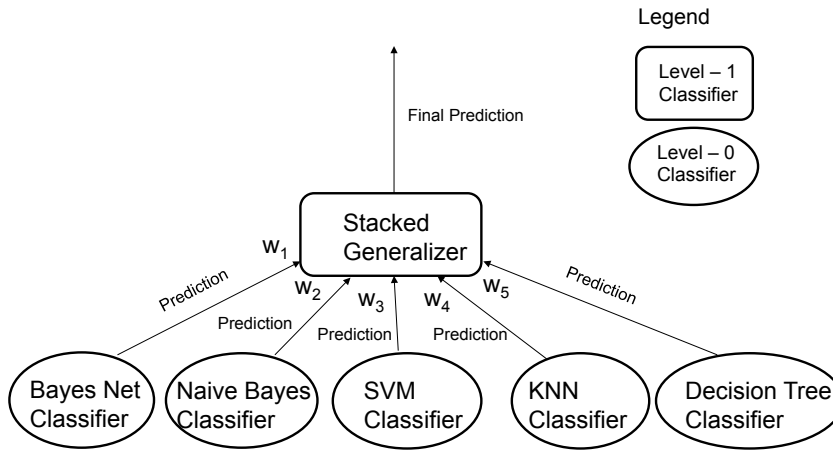 Legend
Level – 1
Classifier
Level – 0
Classifier
Final Prediction
Stacked
Generalizer
w1
w2
w3
w4
w5
Prediction
Prediction
Prediction
Prediction
Prediction
Bayes Net
Classifier
Naive Bayes
Classifier
SVM
Classifier
KNN
Classifier
Decision Tree
Classifier